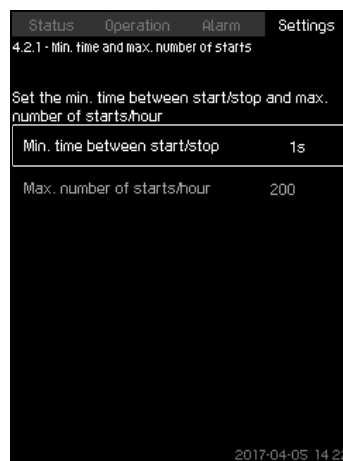 Status Operation Alarm Settings
4.2.1 - Min. time and max. number of starts
Set the min. time between start/stop and max.
number of starts/hour
Min. time between start/stop 1s
Max. number of starts/hour 200
2017-04-05 14:22